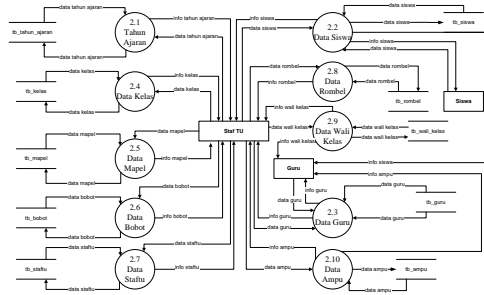 data tahun ajaran
tb_tahun_ajaran
data tahun ajaran
2.1
Tahun
Ajaran
info tahun ajaran
data tahun ajaran
info siswa
data siswa
2.2
Data Siswa
data siswa
data siswa
tb_siswa
info siswa
data siswa
Siswa
data kelas
tb_kelas
data kelas
2.4
Data Kelas
info kelas
data kelas
data rombel
info rombel
2.8
Data
Rombel
data rombel
data rombel
tb_rombel
Staf TU
info wali kelas
data wali kelas
info wali kelas
2.9
Data Wali
Kelas
data wali kelas
data wali kelas
tb_wali_kelas
data mapel
tb_mapel
data mapel
2.5
Data
Mapel
data mapel
info mapel
Guru
info siswa
info ampu
info guru
data guru
info guru
data guru
2.3
Data Guru
data guru
data guru
tb_guru
data bobot
tb_bobot
data bobot
2.6
Data
Bobot
data bobot
info bobot
data staftu
tb_staftu
data staftu
2.7
Data
Staftu
data staftu
info staftu
info ampu
data ampu
2.10
Data
Ampu
data ampu
tb_ampu
data ampu